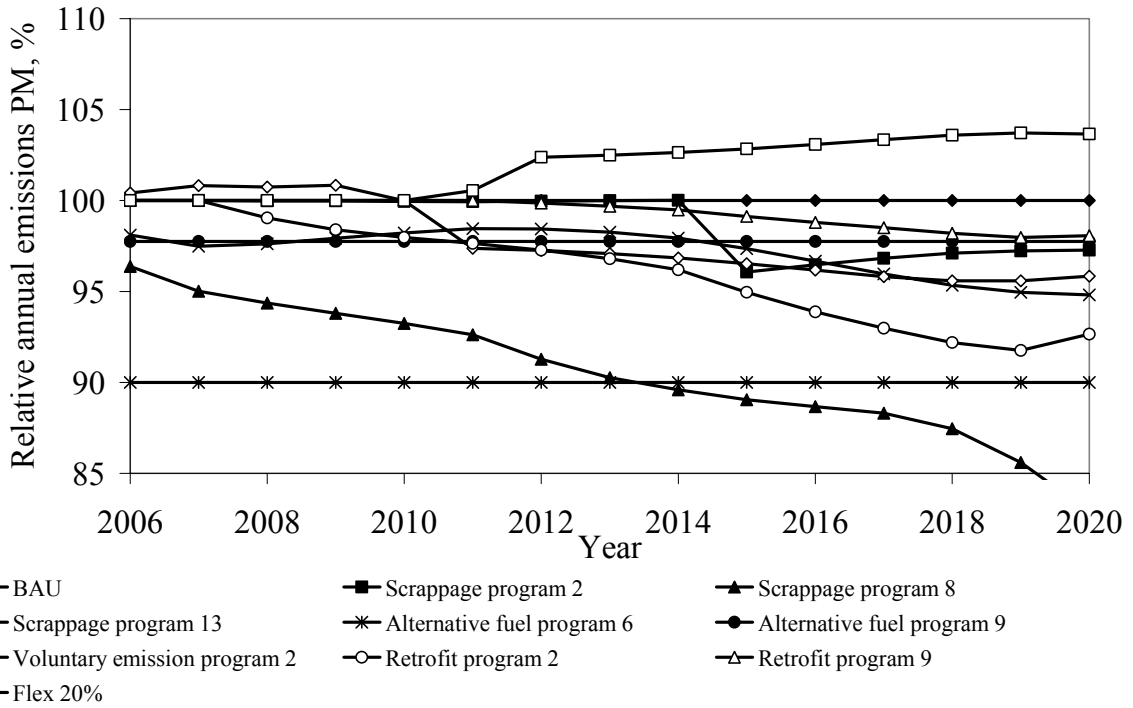 Relative annual emissions PM, %
110
105
100
95
90
85
2006 2008 2010 2012 2014 2016 2018 2020
Year
BAU Scrappage program 2 Scrappage program 8
Scrappage program 13 Alternative fuel program 6 Alternative fuel program 9
Voluntary emission program 2 Retrofit program 2 Retrofit program 9
Flex 20%